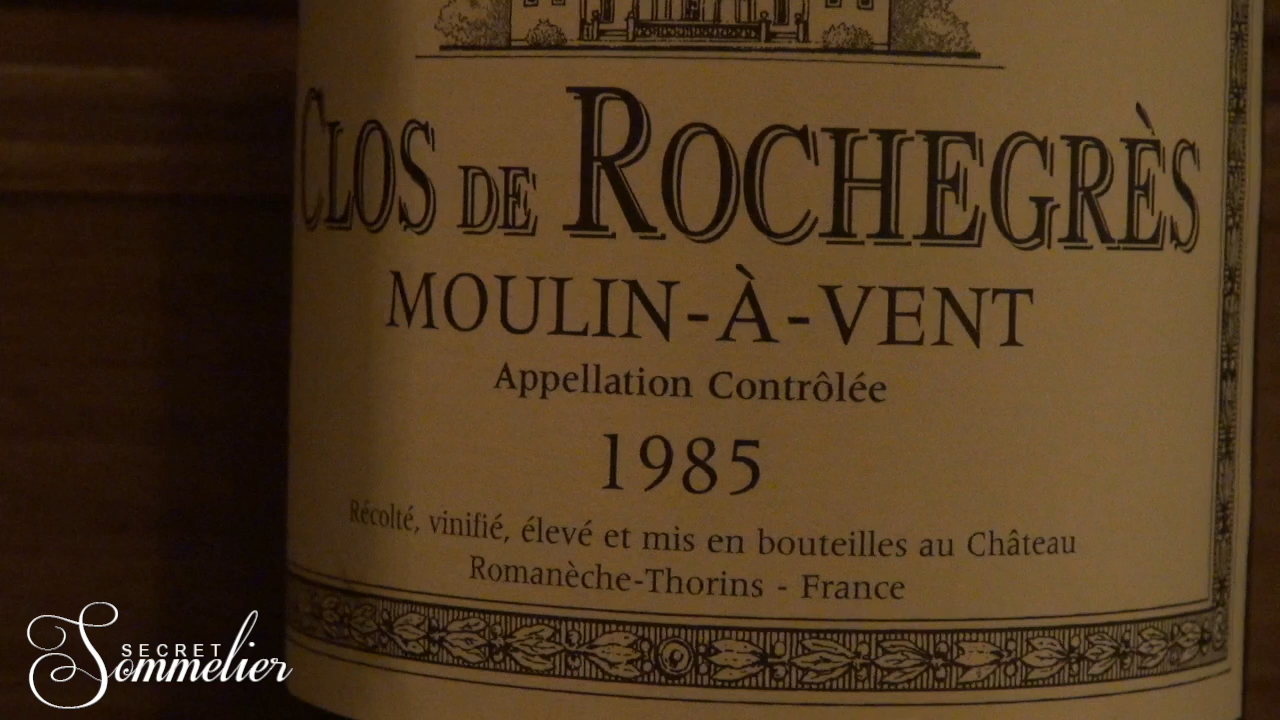 CLOS DE ROCHEGRÈS
MOULIN-À-VENT
Appellation Contrôlée
1985
Récolté, vinifié, élevé et mis en bouteilles au Château
Romanèche-Thorins - France
SECRET
Sommelier